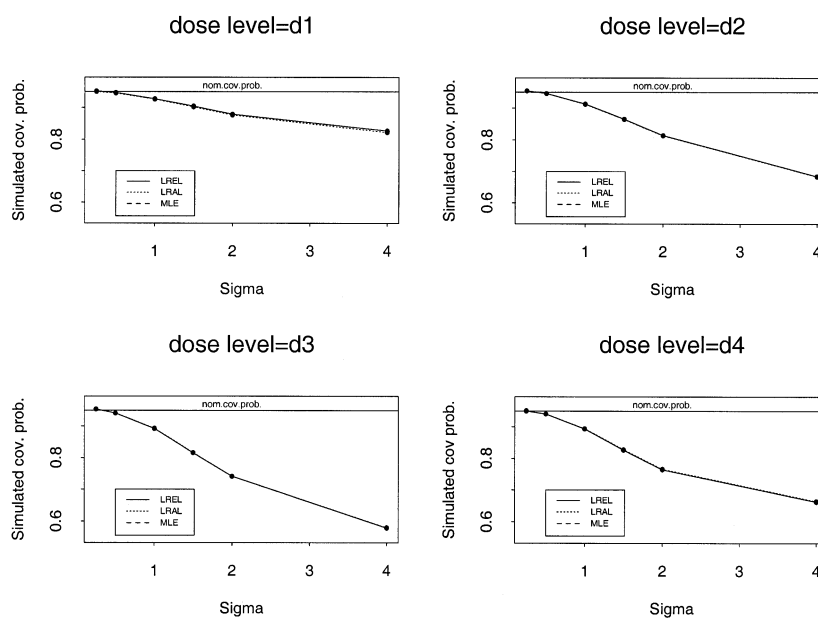 dose level=d1
Simulated cov. prob.
0.8
0.6
nom.cov.prob.
LREL
LRAL
MLE
1 2 3 4
Sigma
dose level=d2
Simulated cov. prob.
0.8
0.6
nom.cov.prob.
LREL
LRAL
MLE
1 2 3 4
Sigma
dose level=d3
Simulated cov. prob.
0.8
0.6
nom.cov.prob.
LREL
LRAL
MLE
1 2 3 4
Sigma
dose level=d4
Simulated cov. prob.
0.8
0.6
nom.cov.prob.
LREL
LRAL
MLE
1 2 3 4
Sigma